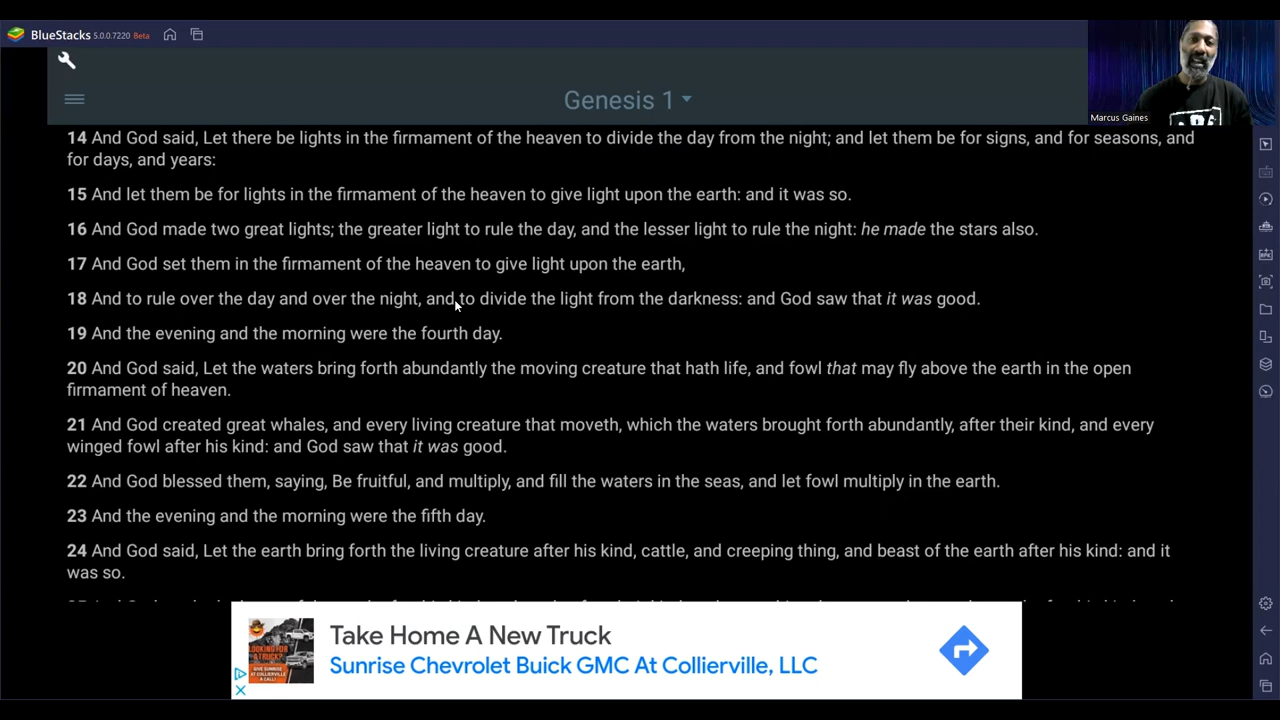 BlueStacks 5.0.0.7220 Beta
Genesis 1
Marcus Gaines
14 And God said, Let there be lights in the firmament of the heaven to divide the day from the night; and let them be for signs, and for seasons, and
for days, and years:
15 And let them be for lights in the firmament of the heaven to give light upon the earth: and it was so.
16 And God made two great lights; the greater light to rule the day, and the lesser light to rule the night: he made the stars also.
17 And God set them in the firmament of the heaven to give light upon the earth,
18 And to rule over the day and over the night, and to divide the light from the darkness: and God saw that it was good.
19 And the evening and the morning were the fourth day.
20 And God said, Let the waters bring forth abundantly the moving creature that hath life, and fowl that may fly above the earth in the open
firmament of heaven.
21 And God created great whales, and every living creature that moveth, which the waters brought forth abundantly, after their kind, and every
winged fowl after his kind: and God saw that it was good.
22 And God blessed them, saying, Be fruitful, and multiply, and fill the waters in the seas, and let fowl multiply in the earth.
23 And the evening and the morning were the fifth day.
24 And God said, Let the earth bring forth the living creature after his kind, cattle, and creeping thing, and beast of the earth after his kind: and it
was so.
LOOKING FOR
A TRUCK?
GIVE SUNRISE
AT COLLIERVILLE
A CALL!
Take Home A New Truck
Sunrise Chevrolet Buick GMC At Collierville, LLC